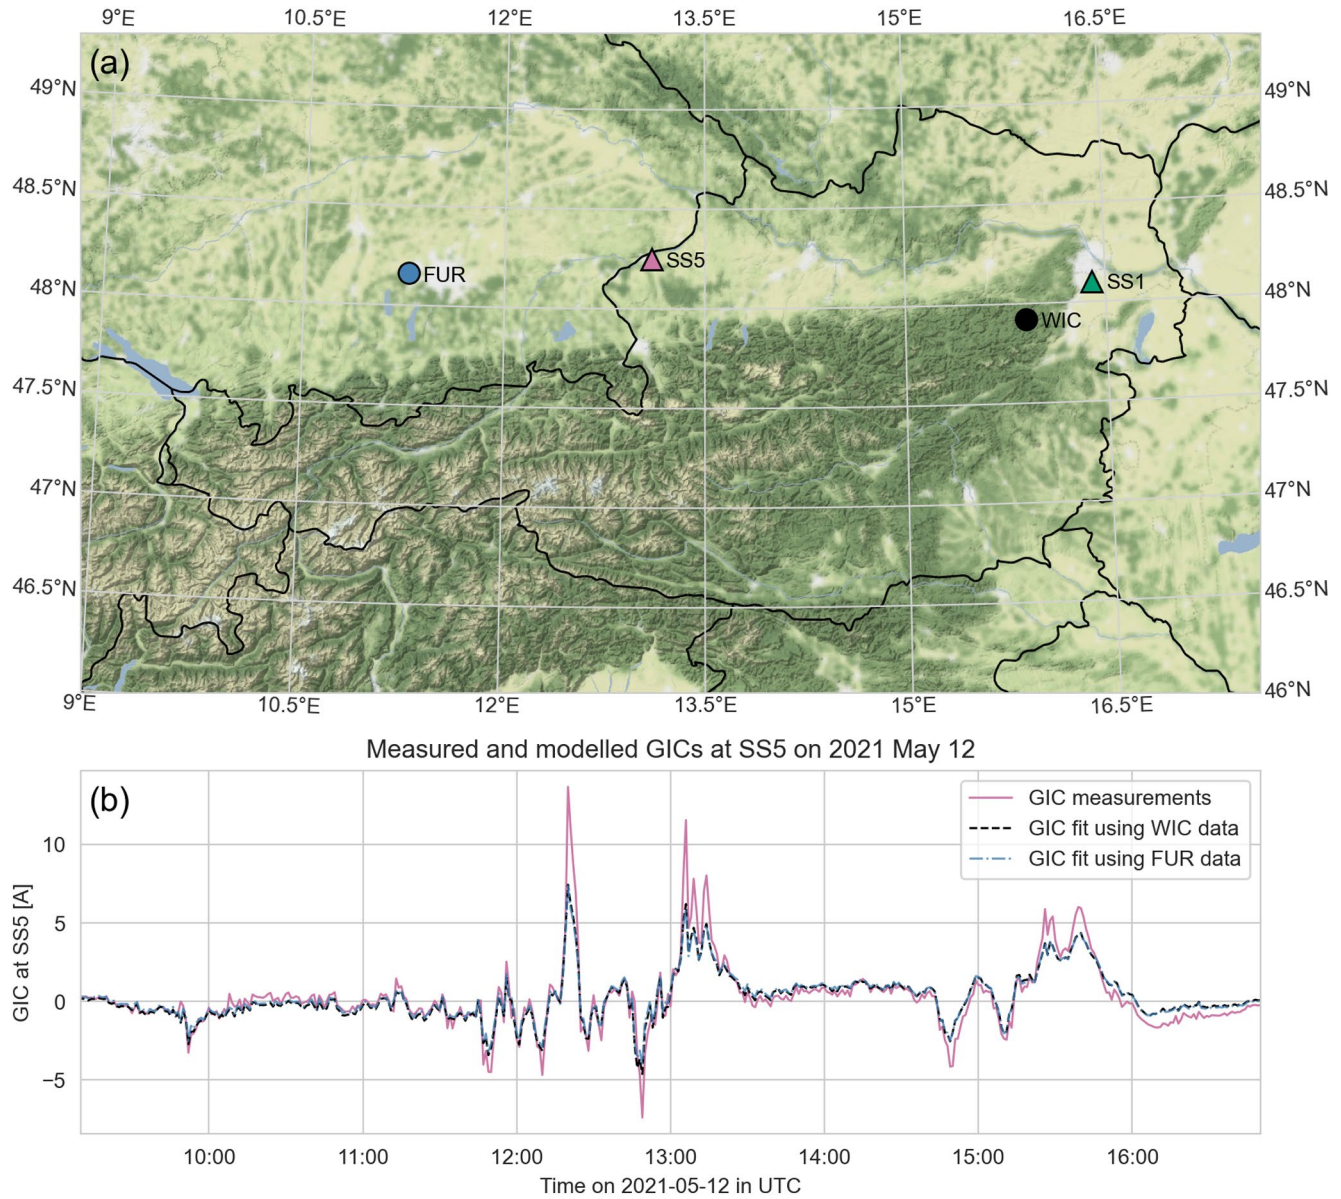 9°E 10.5°E 12°E 13.5°E 15°E 16.5°E
(a)
49°N 49°N
48.5°N 48.5°N
SS5
FUR
SS1
48°N 48°N
WIC
47.5°N 47.5°N
47°N 47°N
46.5°N 46.5°N
46°N
9°E 10.5°E 12°E 13.5°E 15°E 16.5°E
Measured and modelled GICs at SS5 on 2021 May 12
(b)
GIC measurements
GIC fit using WIC data
GIC fit using FUR data
GIC at SS5 [A]
10
5
0
−5
10:00 11:00 12:00 13:00 14:00 15:00 16:00
Time on 2021-05-12 in UTC